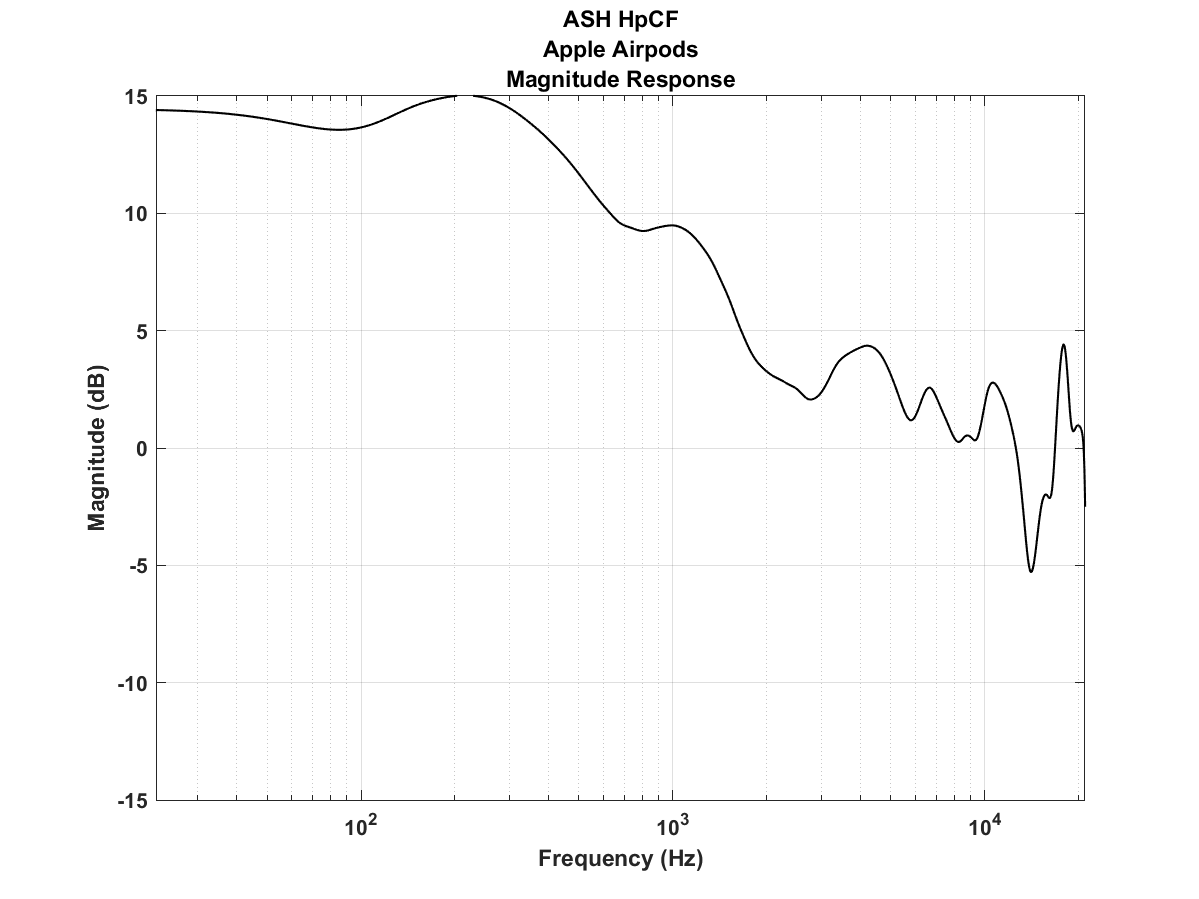 ASH HpCF
Apple Airpods
Magnitude Response
15
10
5
0
-5
-10
-15
Magnitude (dB)
10²
10³
10⁴
Frequency (Hz)